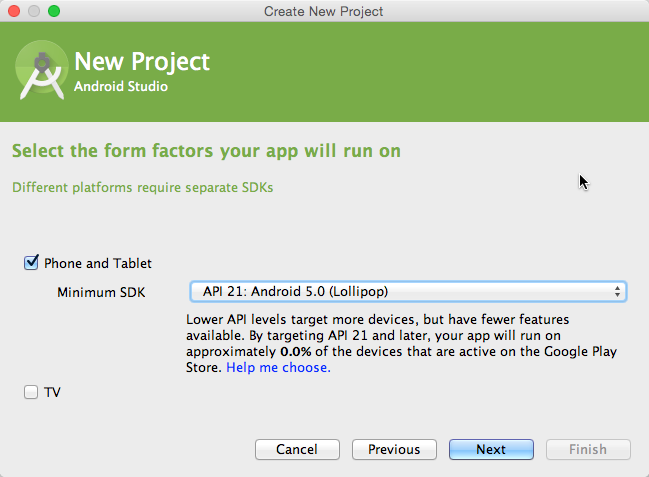 Create New Project
New Project
Android Studio
Select the form factors your app will run on
Different platforms require separate SDKs
Phone and Tablet
Minimum SDK
API 21: Android 5.0 (Lollipop)
Lower API levels target more devices, but have fewer features
available. By targeting API 21 and later, your app will run on
approximately 0.0% of the devices that are active on the Google Play
Store. Help me choose.
TV
Cancel
Previous
Next
Finish